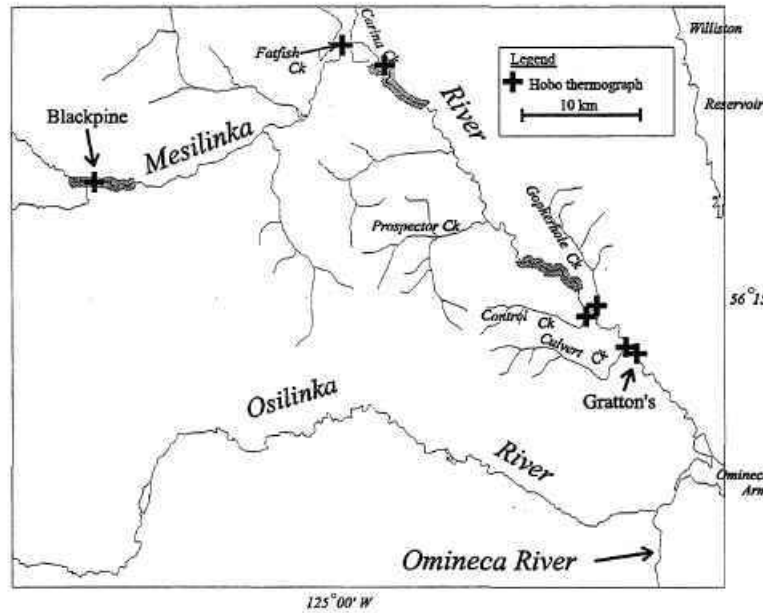 Williston
Carina Ck
Fatfish
Ck
Legend
Hobo thermograph
10 km
Reservoir
River
Blackpine
Mesilinka
Gopherhole Ck
Prospector Ck
56°15
Control
Ck
Culvert Ck
Gratton's
Osilinka
River
Omineca
Arm
Omineca River
125°00' W